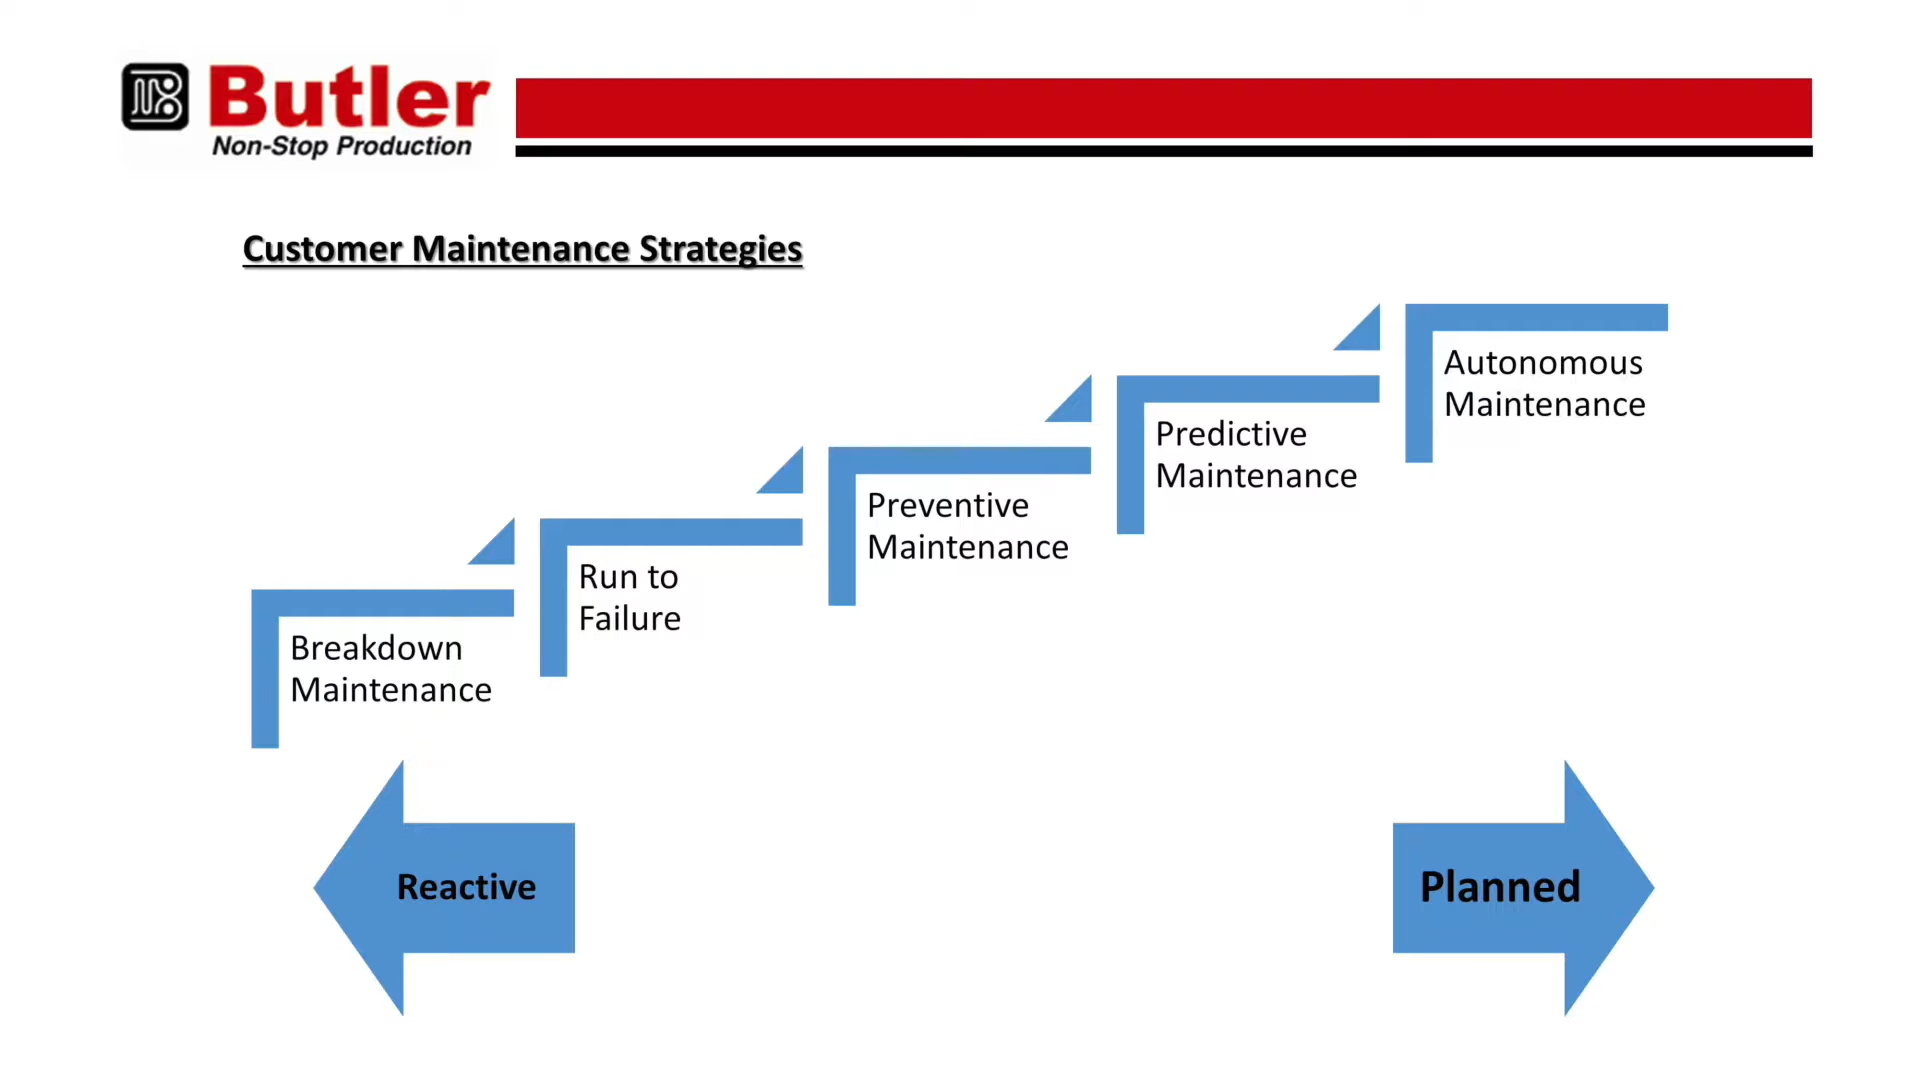 Butler
Non-Stop Production
Customer Maintenance Strategies
Autonomous
Maintenance
Predictive
Maintenance
Preventive
Maintenance
Run to
Failure
Breakdown
Maintenance
Reactive
Planned